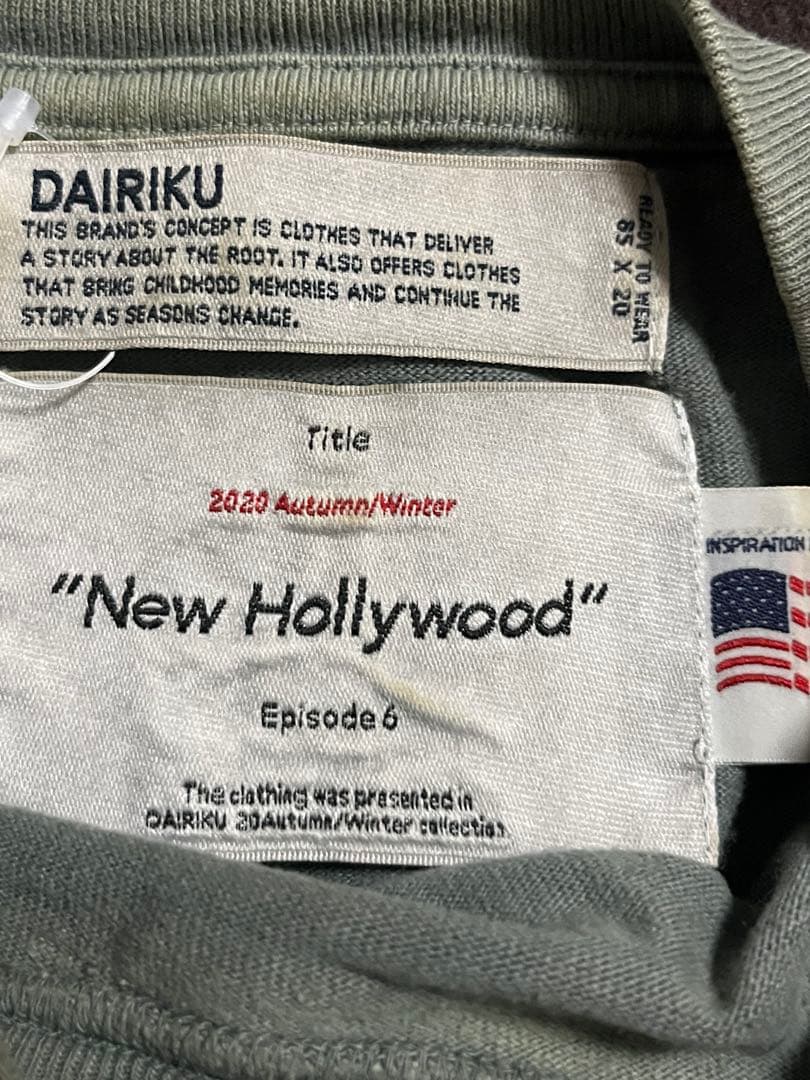 DAIRIKU
THIS BRAND'S CONCEPT IS CLOTHES THAT DELIVER
A STORY ABOUT THE ROOT. IT ALSO OFFERS CLOTHES
THAT BRING CHILDHOOD MEMORIES AND CONTINUE THE
STORY AS SEASONS CHANGE.
READY TO WEAR
65 X 20
Title
2020 Autumn/Winter
"New Hollywood"
Episode 6
The clothing was presented in
DAIRIKU 20Autumn/Winter collection
INSPIRATION